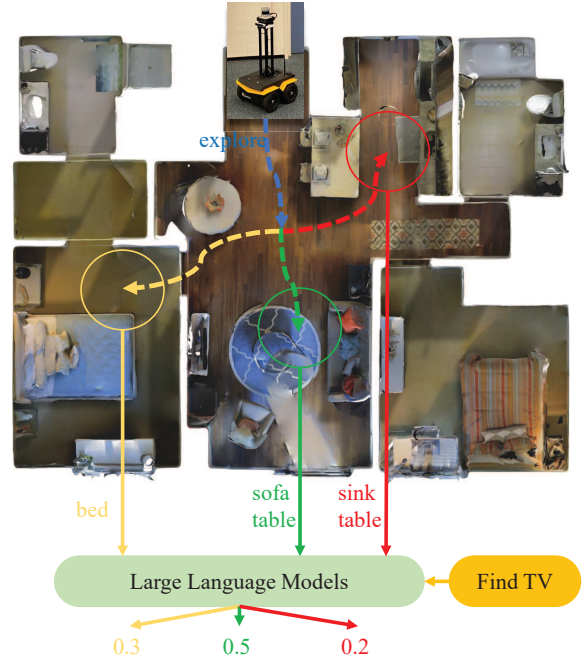 explore
bed
sofa
table
sink
table
Large Language Models
Find TV
0.3
0.5
0.2